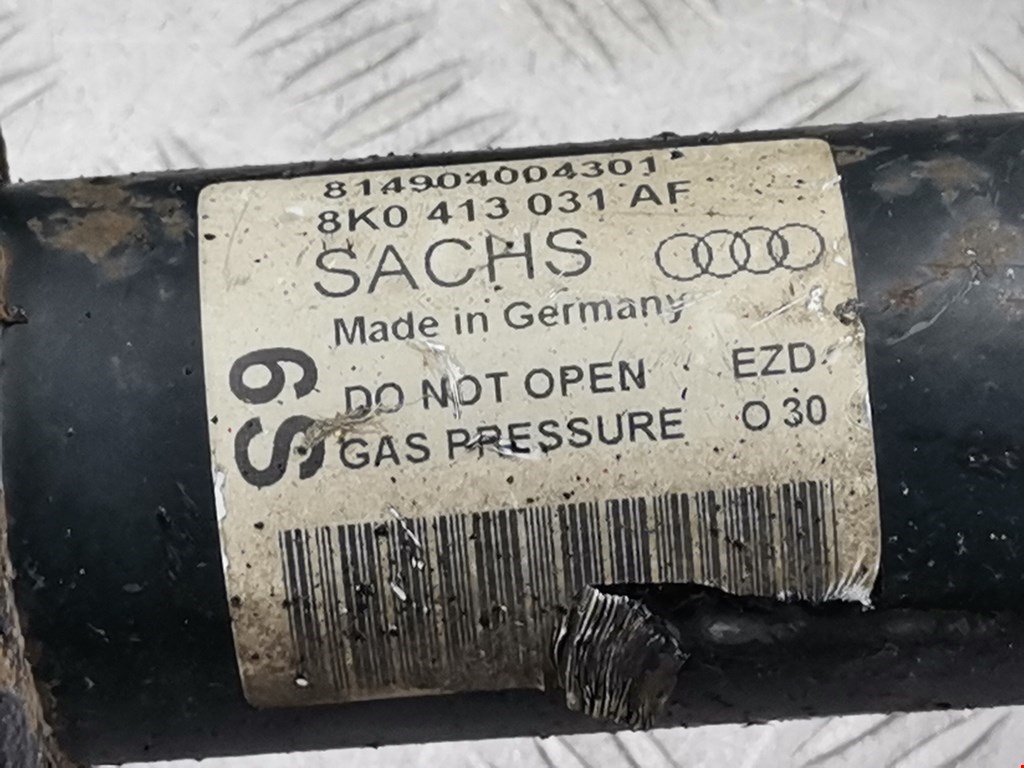 814904004301
8K0 413 031 AF
SACHS
Made in Germany
DO NOT OPEN EZD
GAS PRESSURE O 30
S9